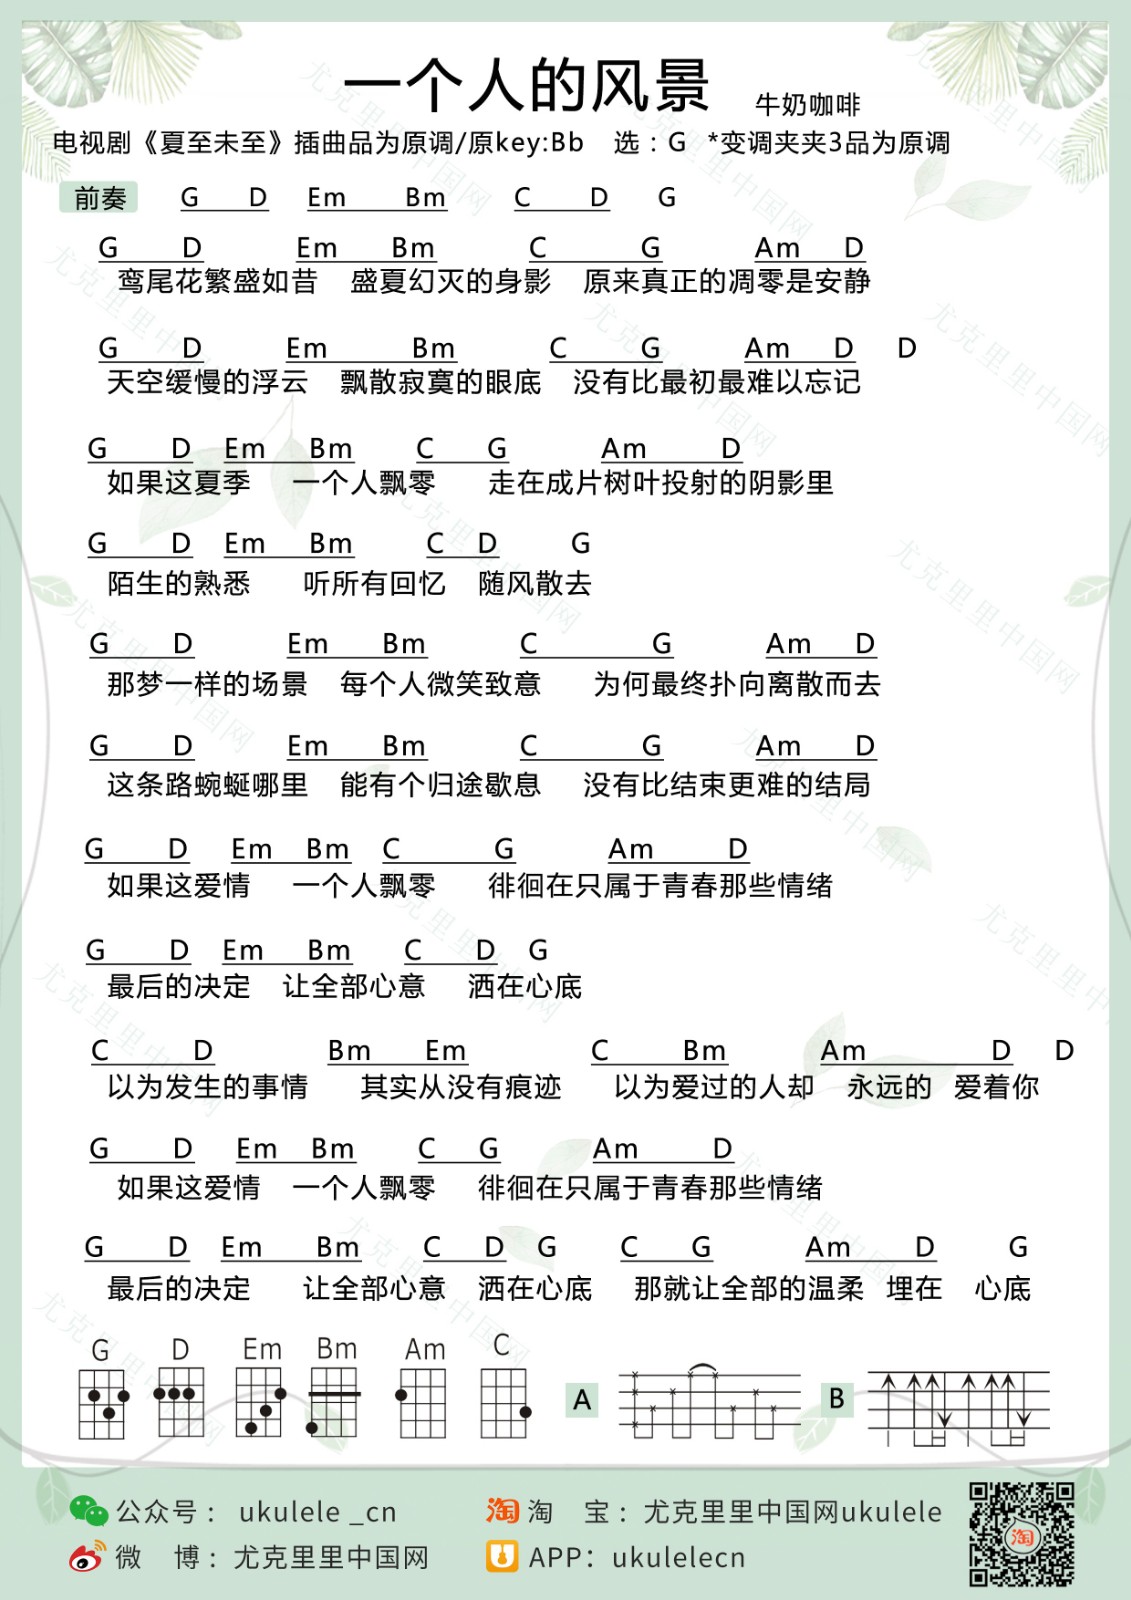 一个人的风景 牛奶咖啡
电视剧《夏至未至》插曲品为原调/原key:Bb 选：G *变调夹夹3品为原调
前奏 G D Em Bm C D G
G D Em Bm C G Am D
鸢尾花繁盛如昔 盛夏幻灭的身影 原来真正的凋零是安静
G D Em Bm C G Am D D
天空缓慢的浮云 飘散寂寞的眼底 没有比最初最难以忘记
G D Em Bm C G Am D
如果这夏季 一个人飘零 走在成片树叶投射的阴影里
G D Em Bm C D G
陌生的熟悉 听所有回忆 随风散去
G D Em Bm C G Am D
那梦一样的场景 每个人微笑致意 为何最终扑向离散而去
G D Em Bm C G Am D
这条路蜿蜒哪里 能有个归途歇息 没有比结束更难的结局
G D Em Bm C G Am D
如果这爱情 一个人飘零 徘徊在只属于青春那些情绪
G D Em Bm C D G
最后的决定 让全部心意 洒在心底
C D Bm Em C Bm Am D D
以为发生的事情 其实从没有痕迹 以为爱过的人却 永远的 爱着你
G D Em Bm C G Am D
如果这爱情 一个人飘零 徘徊在只属于青春那些情绪
G D Em Bm C D G C G Am D G
最后的决定 让全部心意 洒在心底 那就让全部的温柔 埋在 心底
G D Em Bm Am C
A B
公众号： ukulele _cn 淘 淘 宝：尤克里里中国网ukulele
微 博：尤克里里中国网 APP：ukulelecn
淘